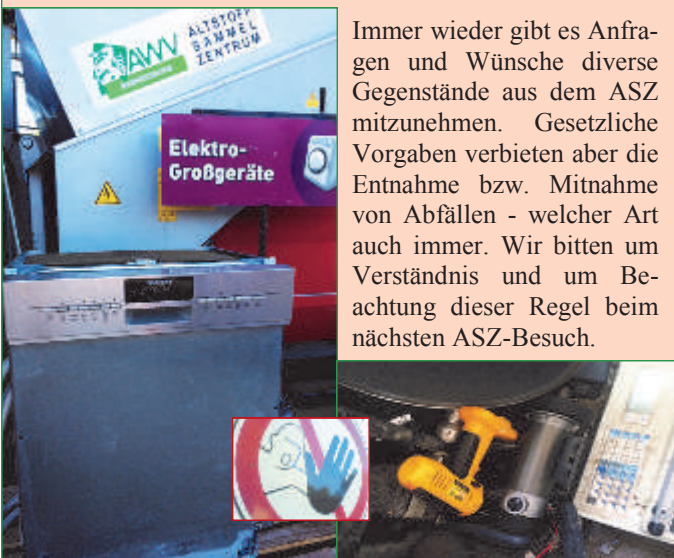 AWV
ALTSTOFF
SAMMEL
ZENTRUM
Elektro-
Großgeräte
Immer wieder gibt es Anfra-
gen und Wünsche diverse
Gegenstände aus dem ASZ
mitzunehmen. Gesetzliche
Vorgaben verbieten aber die
Entnahme bzw. Mitnahme
von Abfällen - welcher Art
auch immer. Wir bitten um
Verständnis und um Be-
achtung dieser Regel beim
nächsten ASZ-Besuch.